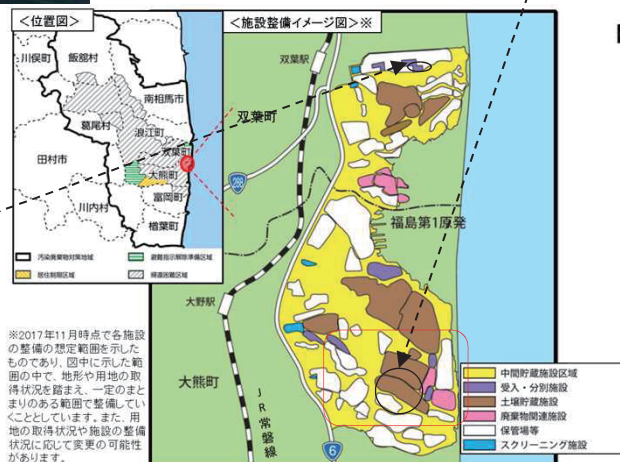 ＜位置図＞
川俣町
飯舘村
南相馬市
葛尾村
浪江町
双葉町
田村市
大熊町
富岡町
川内村
楢葉町
汚染廃棄物対策地域
避難指示解除準備区域
居住制限区域
帰還困難区域
＜施設整備イメージ図＞※
双葉駅
双葉町
288
福島第1原発
大野駅
大熊町
JR常磐線
6
※2017年11月時点で各施設
の整備の想定範囲を示した
ものであり、図中に示した範
囲の中で、地形や用地の取
得状況を踏まえ、一定のまと
まりのある範囲で整備してい
くこととしています。また、用
地の取得状況や施設の整備
状況に応じて変更の可能性
があります。
中間貯蔵施設区域
受入・分別施設
土壌貯蔵施設
廃棄物関連施設
保管場等
スクリーニング施設